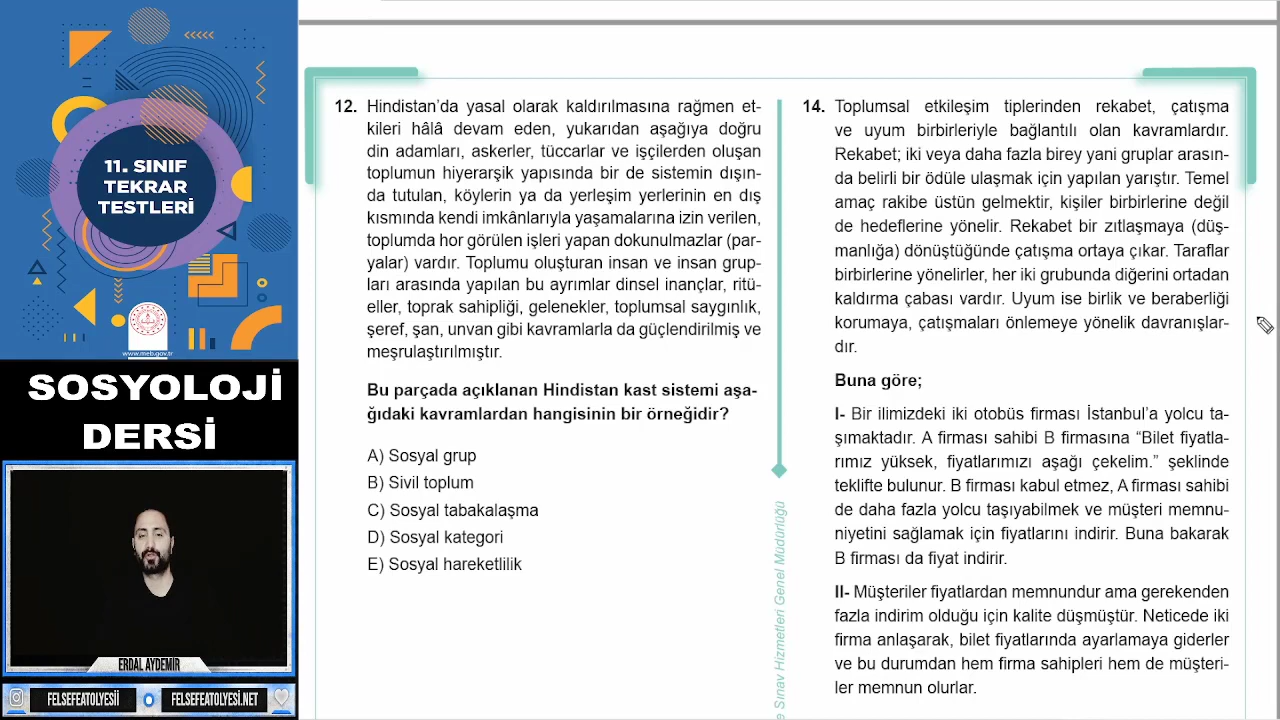 11. SINIF
TEKRAR
TESTLERİ
www.meb.gov.tr
SOSYOLOJİ
DERSİ
ERDAL AYDEMİR
FELSEFEATOLYESİİ
FELSEFEATOLYESİ.NET
12. Hindistan'da yasal olarak kaldırılmasına rağmen et-
kileri hâlâ devam eden, yukarıdan aşağıya doğru
din adamları, askerler, tüccarlar ve işçilerden oluşan
toplumun hiyerarşik yapısında bir de sistemin dışın-
da tutulan, köylerin ya da yerleşim yerlerinin en dış
kısmında kendi imkânlarıyla yaşamalarına izin verilen,
toplumda hor görülen işleri yapan dokunulmazlar (par-
yalar) vardır. Toplumu oluşturan insan ve insan grup-
ları arasında yapılan bu ayrımlar dinsel inançlar, ritü-
eller, toprak sahipliği, gelenekler, toplumsal saygınlık,
şeref, şan, unvan gibi kavramlarla da güçlendirilmiş ve
meşrulaştırılmıştır.
Bu parçada açıklanan Hindistan kast sistemi aşa-
ğıdaki kavramlardan hangisinin bir örneğidir?
A) Sosyal grup
B) Sivil toplum
C) Sosyal tabakalaşma
D) Sosyal kategori
E) Sosyal hareketlilik
e Sınav Hizmetleri Genel Müdürlüğü
14. Toplumsal etkileşim tiplerinden rekabet, çatışma
ve uyum birbirleriyle bağlantılı olan kavramlardır.
Rekabet; iki veya daha fazla birey yani gruplar arasın-
da belirli bir ödüle ulaşmak için yapılan yarıştır. Temel
amaç rakibe üstün gelmektir, kişiler birbirlerine değil
de hedeflerine yönelir. Rekabet bir zıtlaşmaya (düş-
manlığa) dönüştüğünde çatışma ortaya çıkar. Taraflar
birbirlerine yönelirler, her iki grubunda diğerini ortadan
kaldırma çabası vardır. Uyum ise birlik ve beraberliği
korumaya, çatışmaları önlemeye yönelik davranışlar-
dır.
Buna göre;
I- Bir ilimizdeki iki otobüs firması İstanbul'a yolcu ta-
şımaktadır. A firması sahibi B firmasına “Bilet fiyatla-
rımız yüksek, fiyatlarımızı aşağı çekelim.” şeklinde
teklifte bulunur. B firması kabul etmez, A firması sahibi
de daha fazla yolcu taşıyabilmek ve müşteri memnu-
niyetini sağlamak için fiyatlarını indirir. Buna bakarak
B firması da fiyat indirir.
II- Müşteriler fiyatlardan memnundur ama gerekenden
fazla indirim olduğu için kalite düşmüştür. Neticede iki
firma anlaşarak, bilet fiyatlarında ayarlamaya giderler
ve bu durumdan hem firma sahipleri hem de müşteri-
ler memnun olurlar.